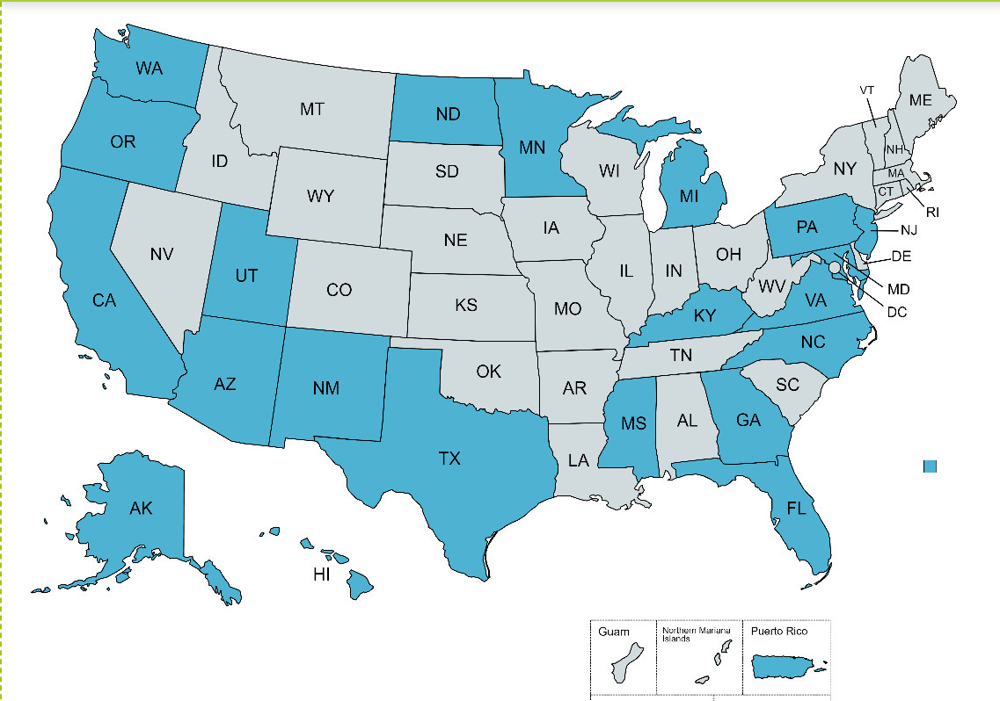 WA
MT
ND
MN
VT
ME
OR
ID
SD
WI
MI
NY
NH
MA
CT
RI
WY
IA
NE
PA
NJ
NV
UT
CO
IL
IN
OH
DE
CA
KS
MO
WV
VA
MD
DC
KY
NC
AZ
NM
OK
AR
TN
SC
TX
LA
MS
AL
GA
AK
FL
HI
Guam
Northern Mariana
Islands
Puerto Rico